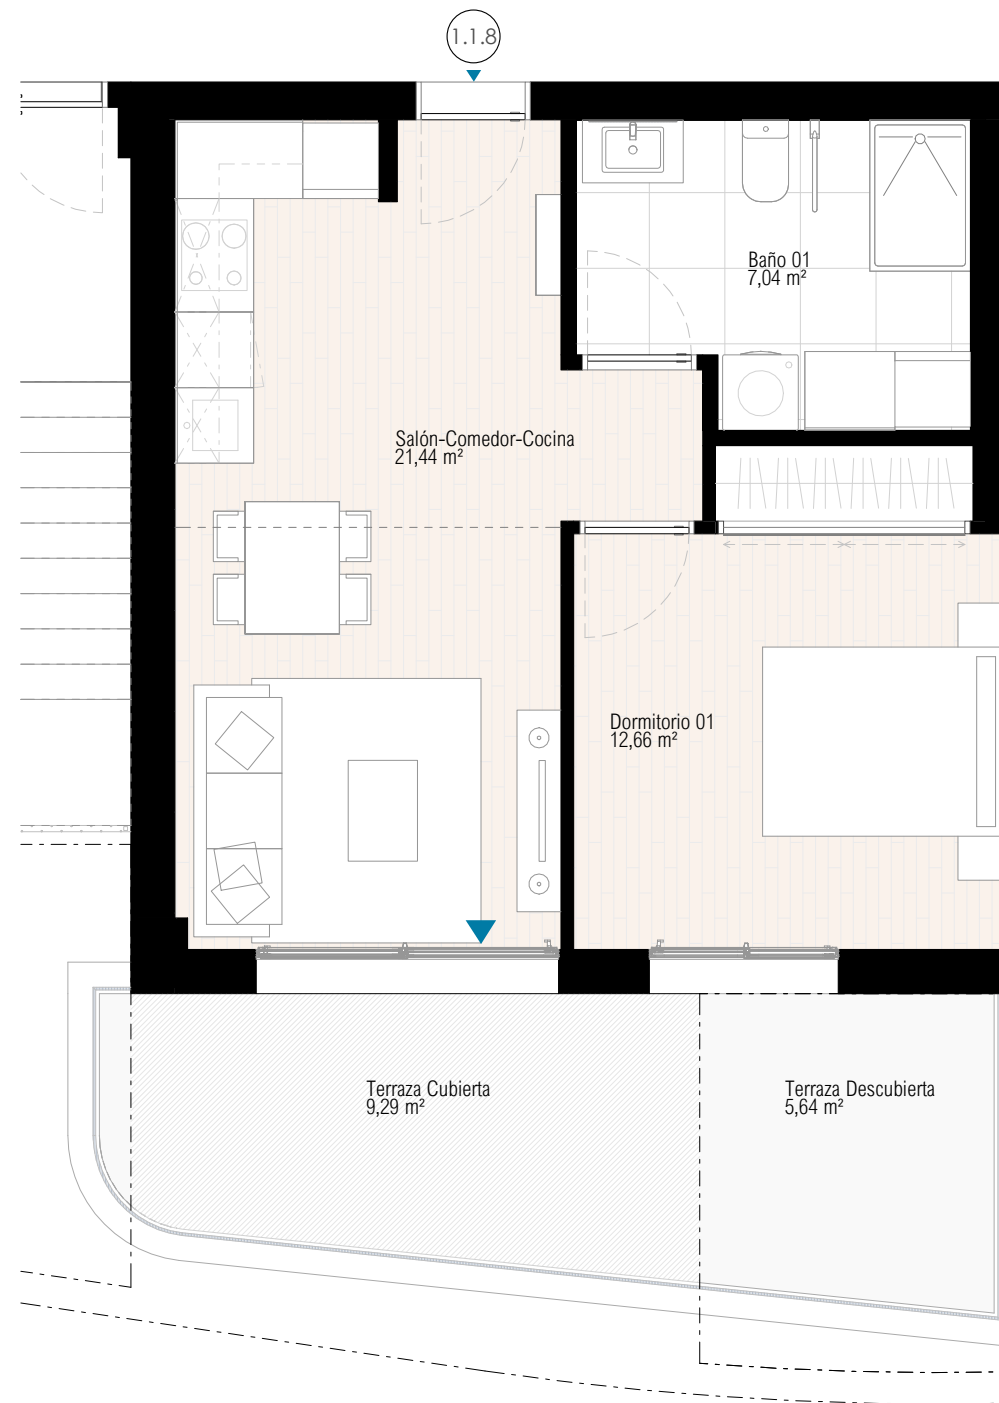 1.1.8
Baño 01
7,04 m²
Salón-Comedor-Cocina
21,44 m²
Dormitorio 01
12,66 m²
Terraza Cubierta
9,29 m²
Terraza Descubierta
5,64 m²